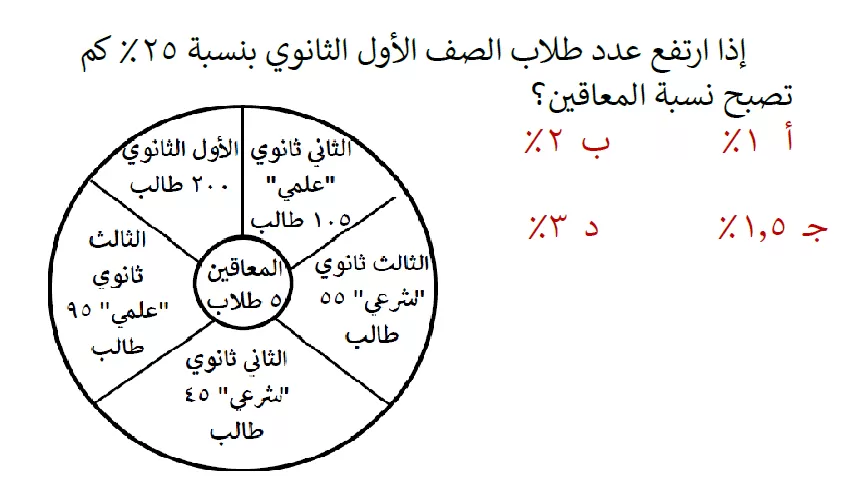 إذا ارتفع عدد طلاب الصف الأول الثانوي بنسبة ٢٥٪ كم
تصبح نسبة المعاقين؟
أ ١٪
ب ٢٪
جـ ١,٥٪
د ٣٪
الأول الثانوي
٢٠٠ طالب
الثاني ثانوي
"علمي"
١٠٥ طالب
الثالث ثانوي
"شرعي" ٥٥
طالب
الثاني ثانوي
"شرعي" ٤٥
طالب
الثالث
ثانوي
"علمي" ٩٥
طالب
المعاقين
٥ طلاب